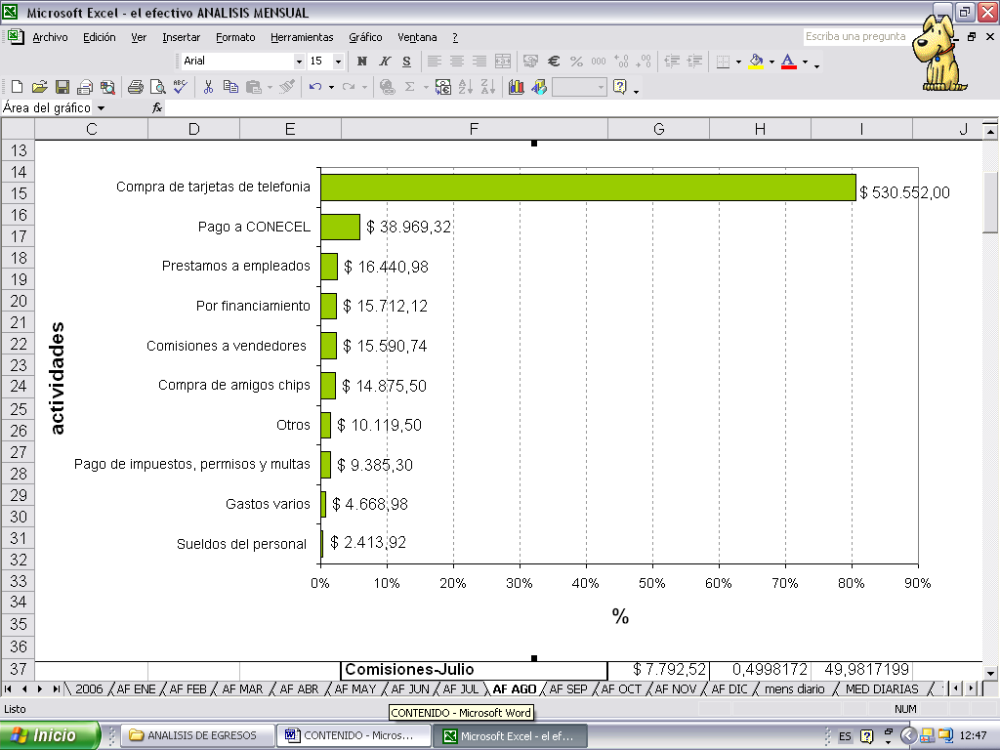 Microsoft Excel - el efectivo ANALISIS MENSUAL
Archivo Edición Ver Insertar Formato Herramientas Gráfico Ventana ? Escriba una pregunta
Arial 15 N K S € % 000
Área del gráfico fx
C D E F G H I J
13
14
Compra de tarjetas de telefonia $ 530.552,00
15
16
Pago a CONECEL $ 38.969,32
17
18
Prestamos a empleados $ 16.440,98
19
20
Por financiamiento $ 15.712,12
21
22
Comisiones a vendedores $ 15.590,74
23
24
Compra de amigos chips $ 14.875,50
25
Otros $ 10.119,50
26
27
Pago de impuestos, permisos y multas $ 9.385,30
28
29
Gastos varios $ 4.668,98
30
31
Sueldos del personal $ 2.413,92
32
actividades
33
0% 10% 20% 30% 40% 50% 60% 70% 80% 90%
34
35
%
36
37 Comisiones-Julio $ 7.792,52 0,4998172 49,9817199
2006 AF ENE AF FEB AF MAR AF ABR AF MAY AF JUN AF JUL AF AGO AF SEP AF OCT AF NOV AF DIC mens diario MED DIARIAS
Listo NUM
CONTENIDO - Microsoft Word
Inicio ANALISIS DE EGRESOS CONTENIDO - Micros... Microsoft Excel - el ef... ES 12:47